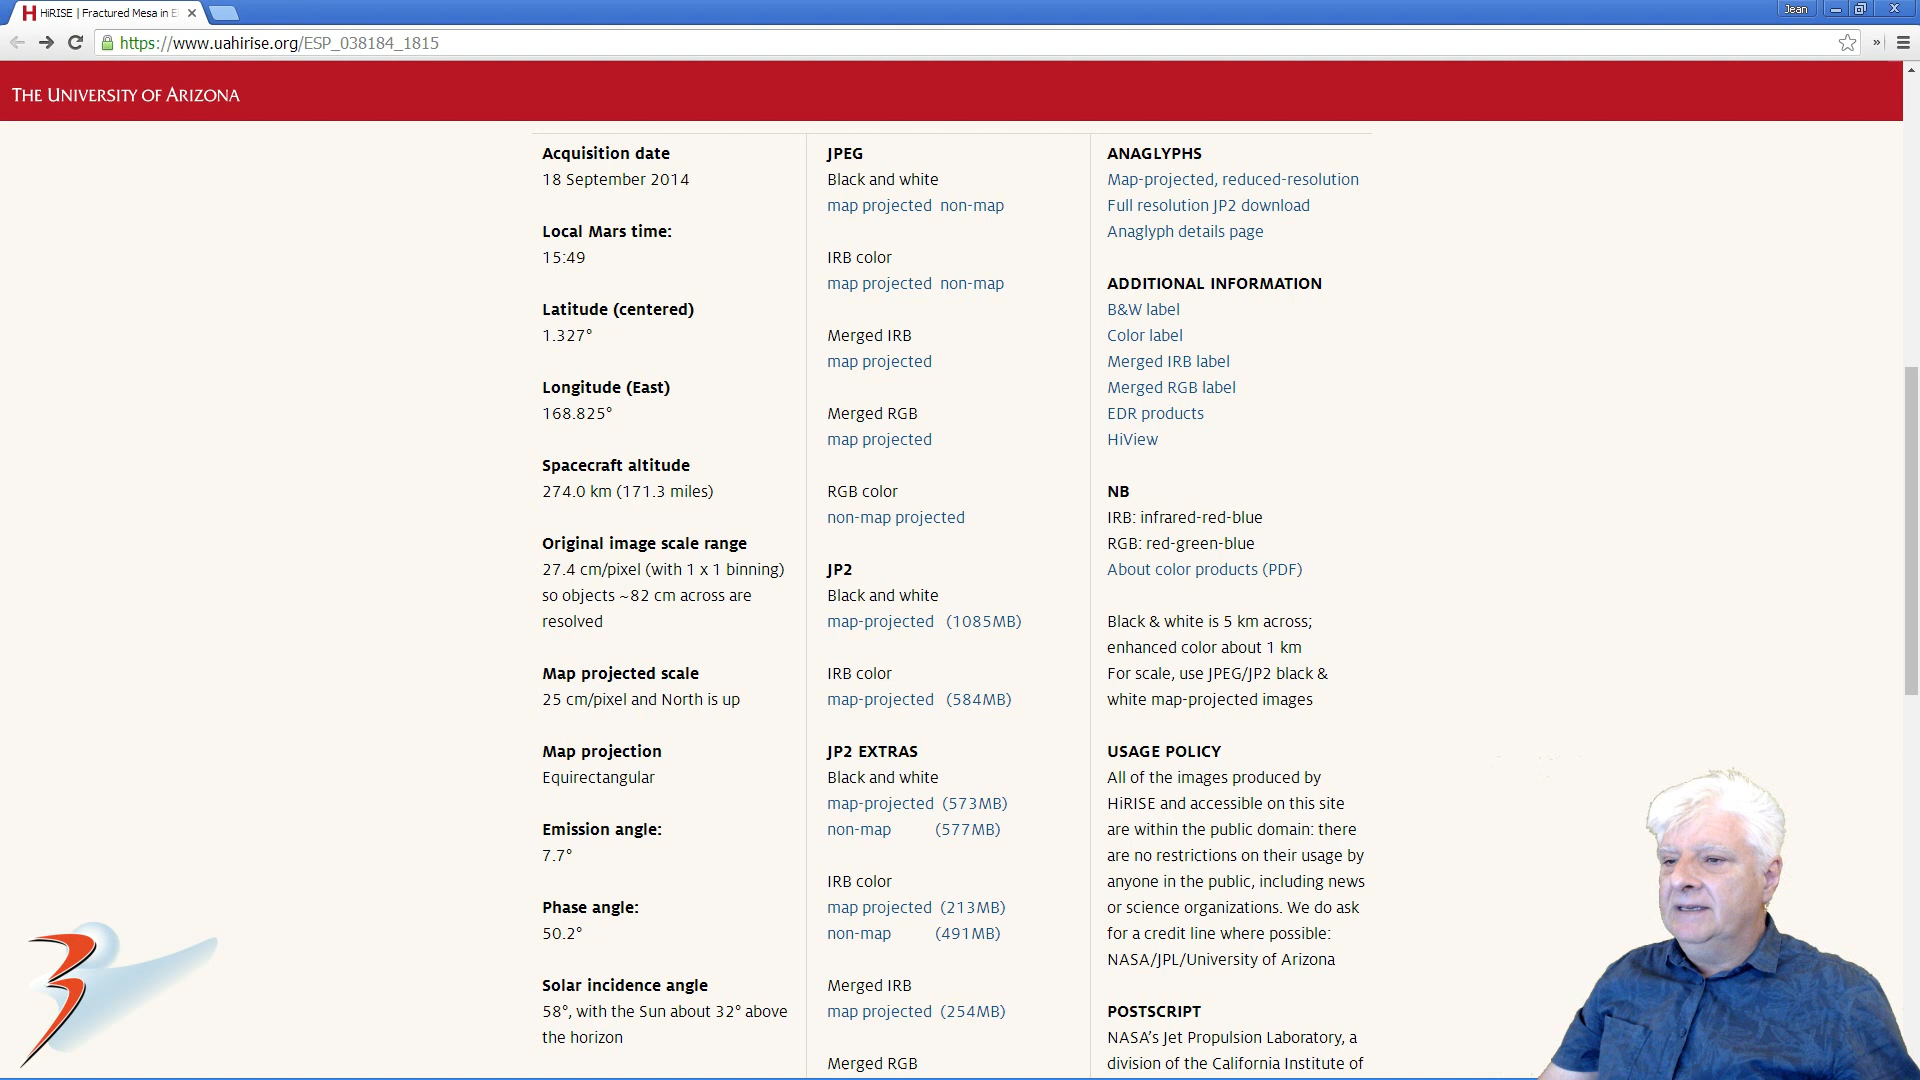 HiRISE | Fractured Mesa in E
Jean
https://www.uahirise.org/ESP_038184_1815
THE UNIVERSITY OF ARIZONA
Acquisition date
18 September 2014
Local Mars time:
15:49
Latitude (centered)
1.327°
Longitude (East)
168.825°
Spacecraft altitude
274.0 km (171.3 miles)
Original image scale range
27.4 cm/pixel (with 1 x 1 binning)
so objects ~82 cm across are
resolved
Map projected scale
25 cm/pixel and North is up
Map projection
Equirectangular
Emission angle:
7.7°
Phase angle:
50.2°
Solar incidence angle
58°, with the Sun about 32° above
the horizon
JPEG
Black and white
map projected non-map
IRB color
map projected non-map
Merged IRB
map projected
Merged RGB
map projected
RGB color
non-map projected
JP2
Black and white
map-projected (1085MB)
IRB color
map-projected (584MB)
JP2 EXTRAS
Black and white
map-projected (573MB)
non-map (577MB)
IRB color
map projected (213MB)
non-map (491MB)
Merged IRB
map projected (254MB)
Merged RGB
ANAGLYPHS
Map-projected, reduced-resolution
Full resolution JP2 download
Anaglyph details page
ADDITIONAL INFORMATION
B&W label
Color label
Merged IRB label
Merged RGB label
EDR products
HiView
NB
IRB: infrared-red-blue
RGB: red-green-blue
About color products (PDF)
Black & white is 5 km across;
enhanced color about 1 km
For scale, use JPEG/JP2 black &
white map-projected images
USAGE POLICY
All of the images produced by
HiRISE and accessible on this site
are within the public domain: there
are no restrictions on their usage by
anyone in the public, including news
or science organizations. We do ask
for a credit line where possible:
NASA/JPL/University of Arizona
POSTSCRIPT
NASA’s Jet Propulsion Laboratory, a
division of the California Institute of